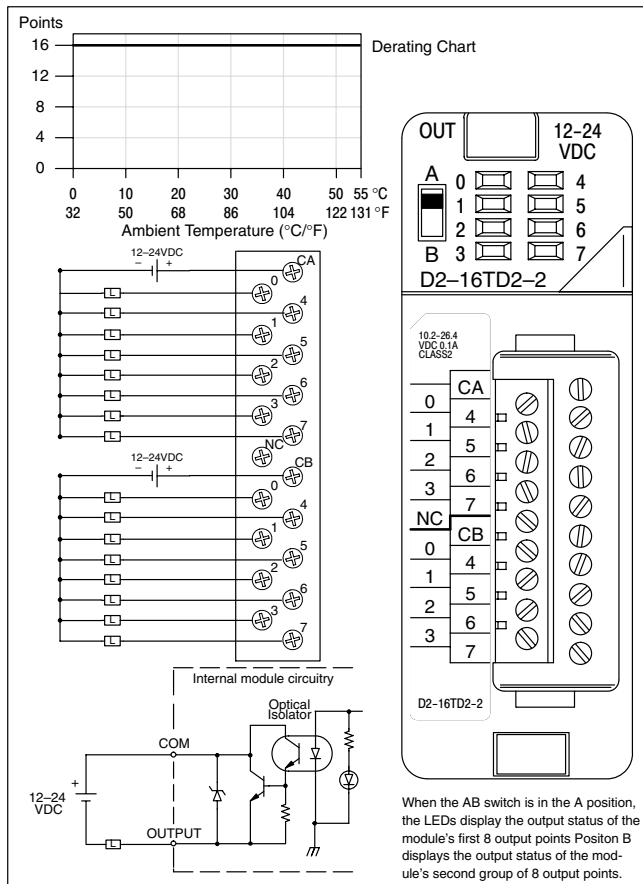 Points
16
12
8
4
0
Derating Chart
0 10 20 30 40 50 55 °C
32 50 68 86 104 122 131 °F
Ambient Temperature (°C/°F)
12–24VDC
– +
CA
0
L
4
L
1
L
5
L
2
L
6
L
3
L
7
L
NC
12–24VDC
– +
CB
0
L
4
L
1
L
5
L
2
L
6
L
3
L
7
L
Internal module circuitry
Optical
Isolator
COM
+
12–24
VDC
L
OUTPUT
OUT 12–24
VDC
A
B
0 4
1 5
2 6
3 7
D2–16TD2–2
10.2-26.4
VDC 0.1A
CLASS2
CA
0
4
1
5
2
6
3
7
NC
CB
0
4
1
5
2
6
3
7
D2-16TD2-2
When the AB switch is in the A position,
the LEDs display the output status of the
module's first 8 output points Positon B
displays the output status of the mod-
ule's second group of 8 output points.